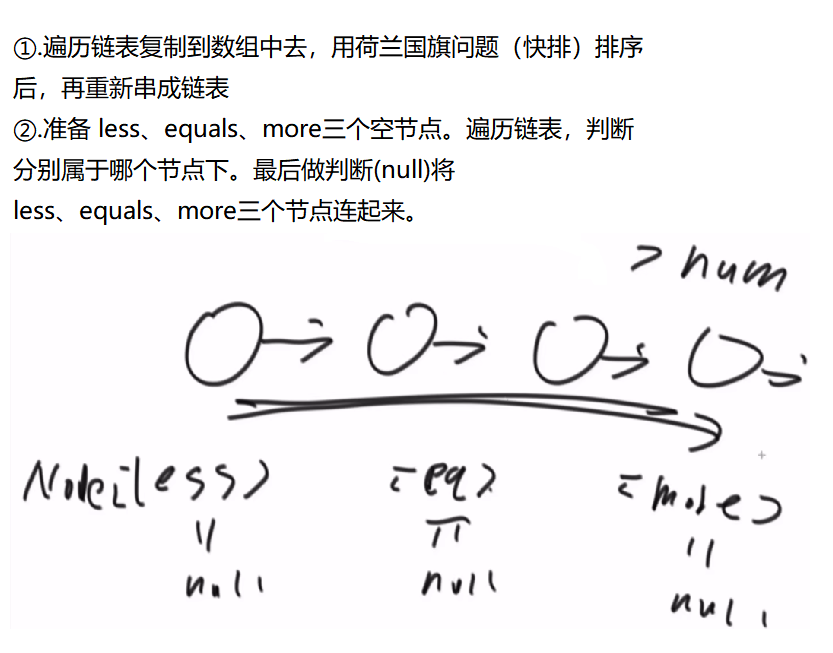 ①.遍历链表复制到数组中去，用荷兰国旗问题（快排）排序
后，再重新串成链表
②.准备 less、equals、more三个空节点。遍历链表，判断
分别属于哪个节点下。最后做判断(null)将
less、equals、more三个节点连起来。
> num
Node(less) (eq) (more)
null null null